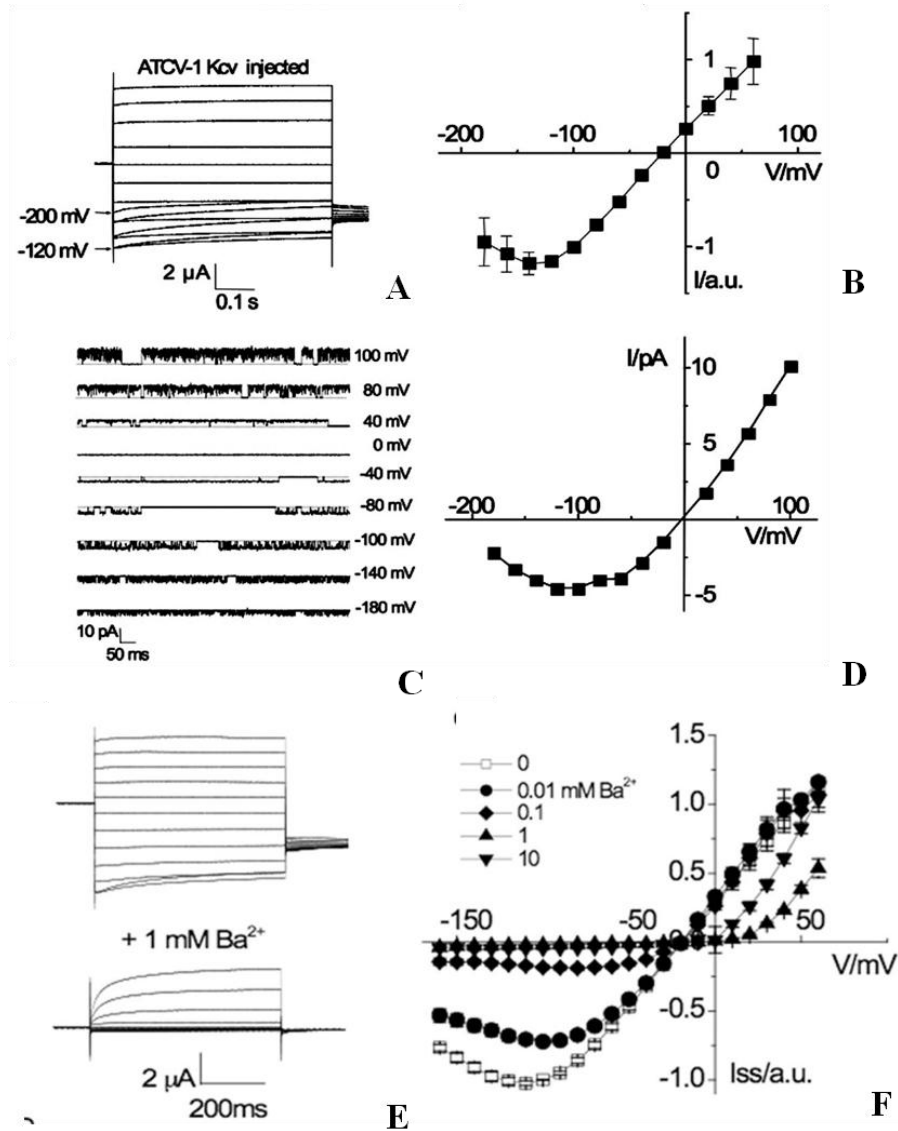 ATCV-1 Kcv injected
-200 mV
-120 mV
2 µA
0.1 s
A
1
-200
-100
0
100
V/mV
-1
I/a.u.
B
100 mV
80 mV
40 mV
0 mV
-40 mV
-80 mV
-100 mV
-140 mV
-180 mV
10 pA
50 ms
C
I/pA
10
5
-200
-100
100
V/mV
-5
D
+ 1 mM Ba²⁺
2 µA
200ms
E
0
0.01 mM Ba²⁺
0.1
1
10
1.5
1.0
0.5
-150
-50
50
V/mV
-0.5
-1.0
Iss/a.u.
F